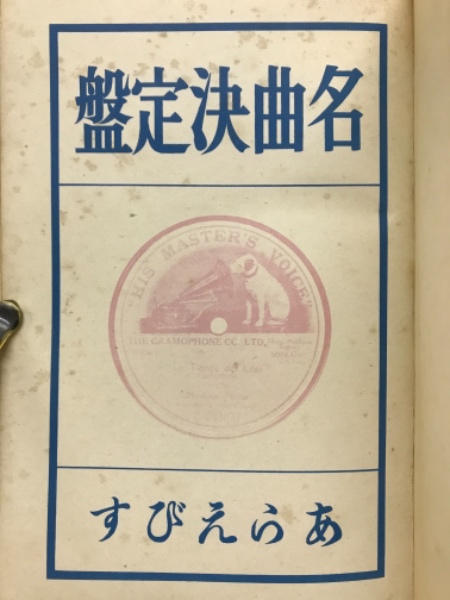 名曲決定盤
"HIS MASTER'S VOICE"
THE GRAMOPHONE CO. LTD.
あらえびす